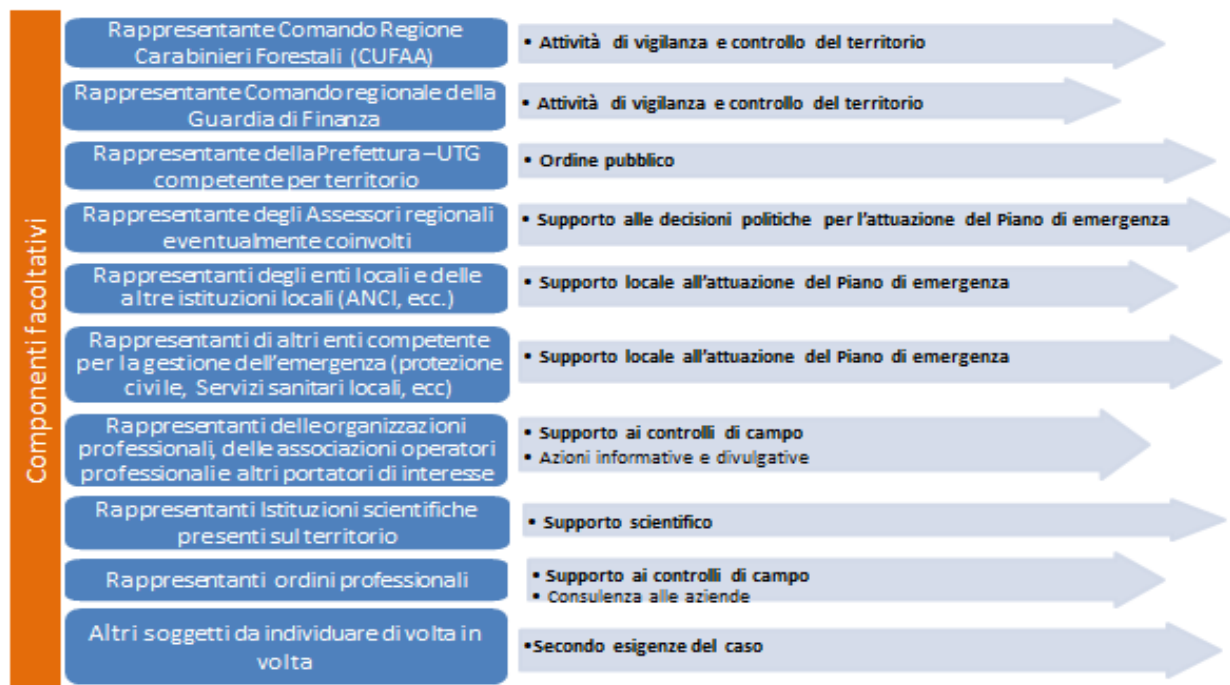 Componenti facoltativi
Rappresentante Comando Regione
Carabinieri Forestali (CUFAA)
• Attività di vigilanza e controllo del territorio
Rappresentante Comando regionale della
Guardia di Finanza
• Attività di vigilanza e controllo del territorio
Rappresentante della Prefettura – UTG
competente per territorio
• Ordine pubblico
Rappresentante degli Assessori regionali
eventualmente coinvolti
• Supporto alle decisioni politiche per l'attuazione del Piano di emergenza
Rappresentanti degli enti locali e delle
altre istituzioni locali (ANCI, ecc.)
• Supporto locale all'attuazione del Piano di emergenza
Rappresentanti di altri enti competente
per la gestione dell'emergenza (protezione
civile, Servizi sanitari locali, ecc)
• Supporto locale all'attuazione del Piano di emergenza
Rappresentanti delle organizzazioni
professionali, delle associazioni operatori
professionali e altri portatori di interesse
• Supporto ai controlli di campo
• Azioni informative e divulgative
Rappresentanti Istituzioni scientifiche
presenti sul territorio
• Supporto scientifico
Rappresentanti ordini professionali
• Supporto ai controlli di campo
• Consulenza alle aziende
Altri soggetti da individuare di volta in
volta
•Secondo esigenze del caso